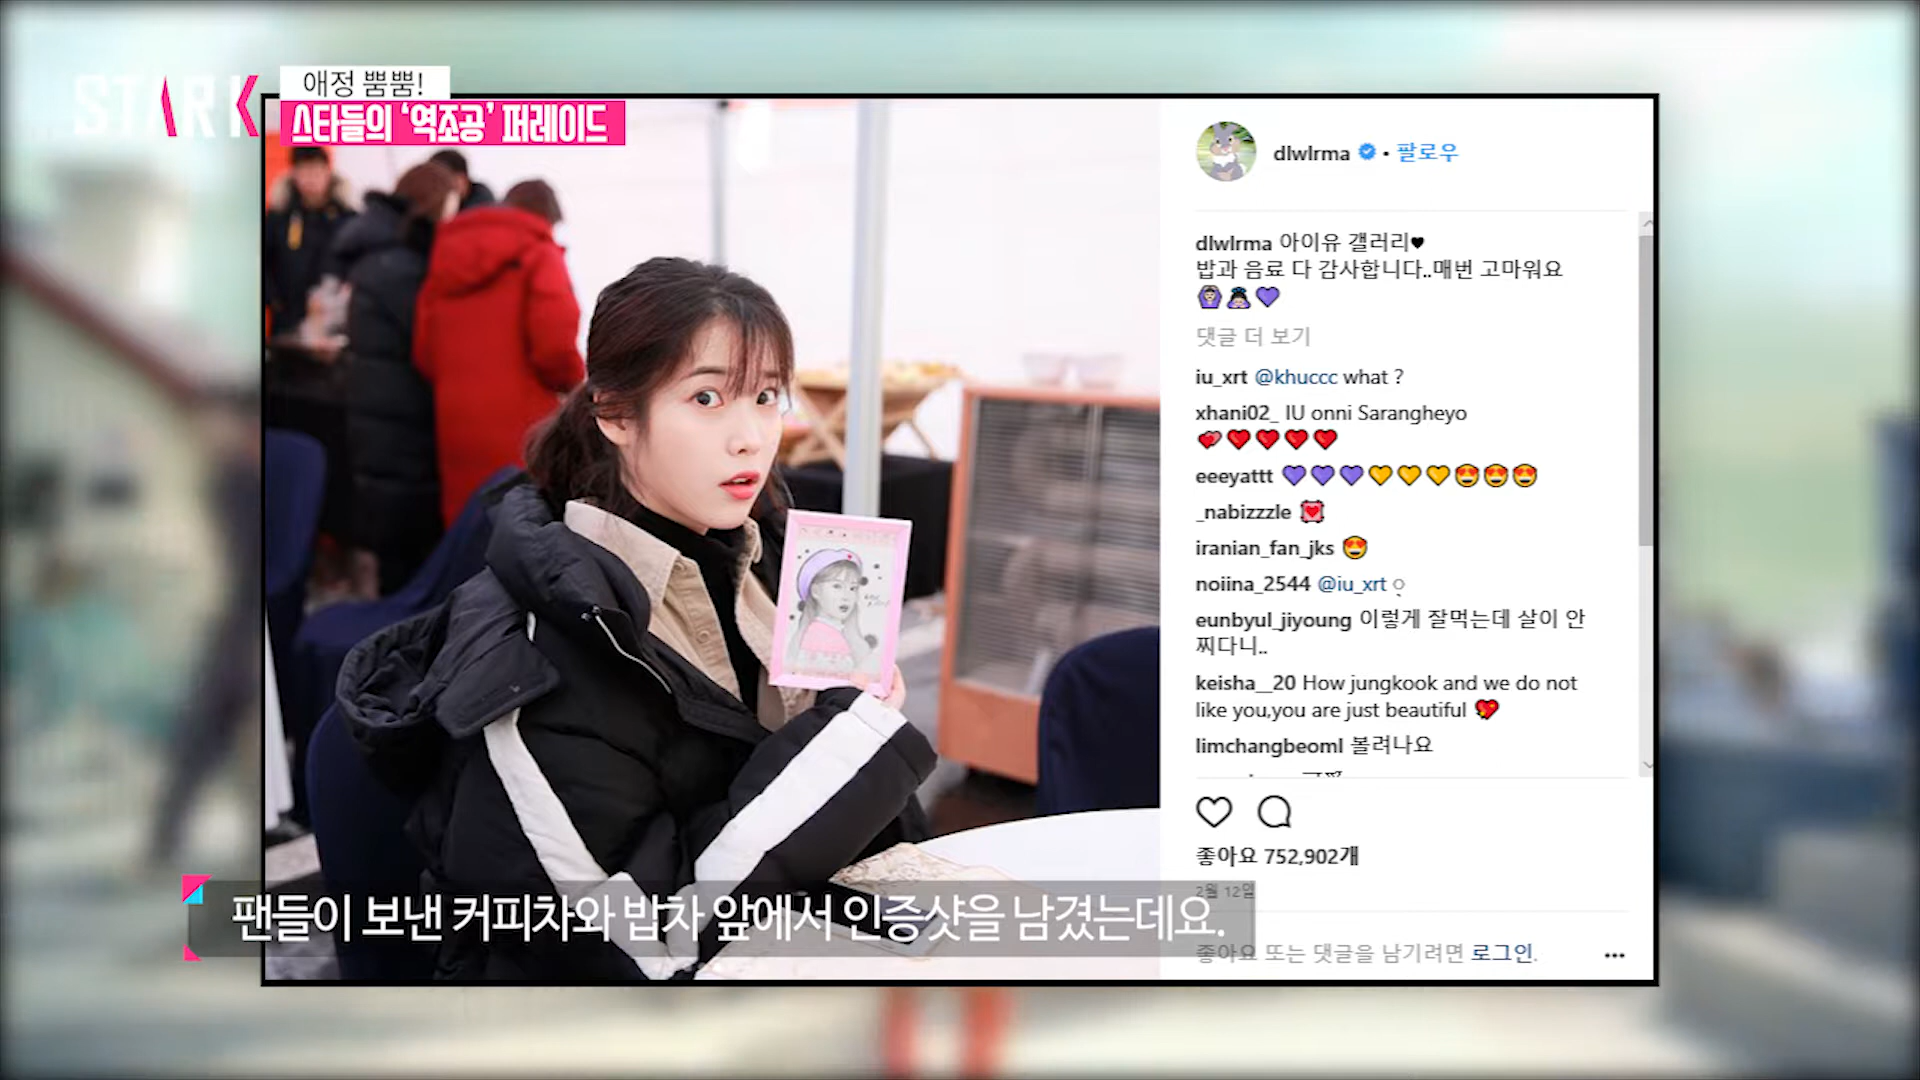 STAR K
애정 뿜뿜!
스타들의 ‘역조공’ 퍼레이드
dlwlrma • 팔로우
dlwlrma 아이유 갤러리♥
밥과 음료 다 감사합니다..매번 고마워요
🙆🏻🙇🏻💜
댓글 더 보기
iu_xrt @khuccc what ?
xhani02_ IU onni Sarangheyo
💕❤❤❤❤
eeeyattt 💜💜💜💛💛💛😍😍😍
_nabizzzle 💟
iranian_fan_jks 😍
noiina_2544 @iu_xrt
eunbyul_jiyoung 이렇게 잘먹는데 살이 안
찌다니..
keisha__20 How jungkook and we do not
like you,you are just beautiful 💖
limchangbeoml 볼려나요
좋아요 752,902개
2월 12일
팬들이 보낸 커피차와 밥차 앞에서 인증샷을 남겼는데요.
좋아요 또는 댓글을 남기려면 로그인.